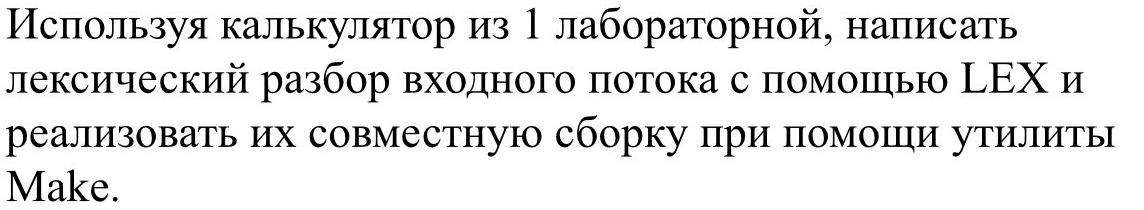 Используя калькулятор из 1 лабораторной, написать
лексический разбор входного потока с помощью LEX и
реализовать их совместную сборку при помощи утилиты
Make.